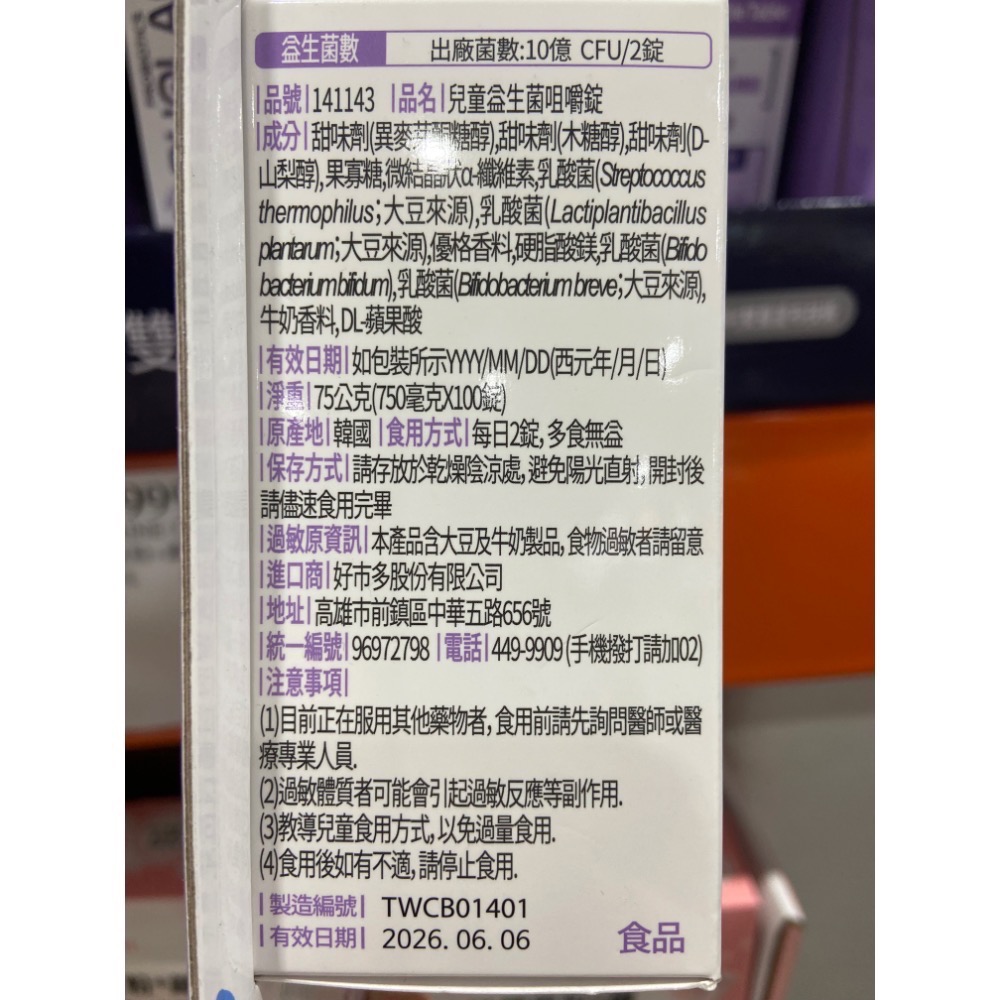 益生菌數 出廠菌數:10億 CFU/2錠
|品號|141143 |品名|兒童益生菌咀嚼錠
|成分|甜味劑(異麥芽酮糖醇),甜味劑(木糖醇),甜味劑(D-
山梨醇),果寡糖,微結晶狀α-纖維素,乳酸菌(Streptococcus
thermophilus;大豆來源),乳酸菌(Lactiplantibacillus
plantarum;大豆來源),優格香料,硬脂酸鎂,乳酸菌(Bifido
bacterium bifidum),乳酸菌(Bifidobacterium breve;大豆來源),
牛奶香料,DL-蘋果酸
|有效日期|如包裝所示YYYY/MM/DD(西元年/月/日)
|淨重|75公克(750毫克X100錠)
|原產地|韓國 |食用方式|每日2錠,多食無益
|保存方式|請存放於乾燥陰涼處,避免陽光直射,開封後
請儘速食用完畢
|過敏原資訊|本產品含大豆及牛奶製品,食物過敏者請留意
|進口商|好市多股份有限公司
|地址|高雄市前鎮區中華五路656號
|統一編號|96972798 |電話|449-9909(手機撥打請加02)
|注意事項|
(1)目前正在服用其他藥物者,食用前請先詢問醫師或醫
療專業人員.
(2)過敏體質者可能會引起過敏反應等副作用.
(3)教導兒童食用方式,以免過量食用.
(4)食用後如有不適,請停止食用.
|製造編號| TWCB01401
|有效日期| 2026. 06. 06 食品
雙